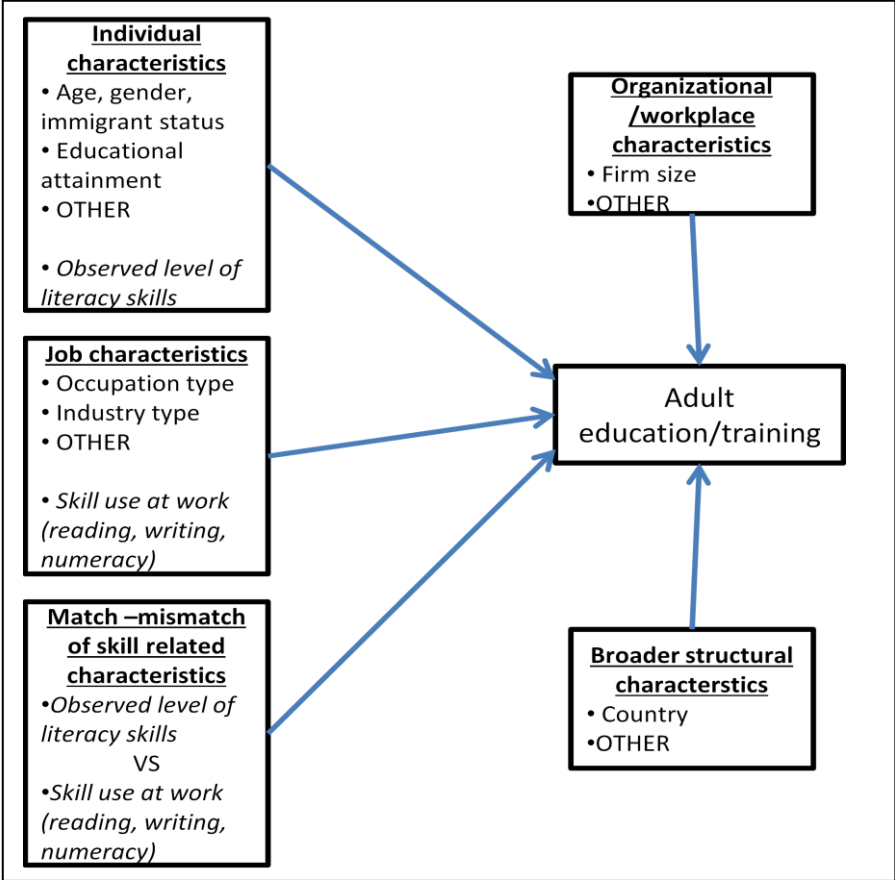 Individual
characteristics
• Age, gender,
immigrant status
• Educational
attainment
• OTHER
• Observed level of
literacy skills
Job characteristics
• Occupation type
• Industry type
• OTHER
• Skill use at work
(reading, writing,
numeracy)
Match –mismatch
of skill related
characteristics
•Observed level of
literacy skills
VS
•Skill use at work
(reading, writing,
numeracy)
Organizational
/workplace
characteristics
• Firm size
•OTHER
Adult
education/training
Broader structural
characterstics
• Country
•OTHER